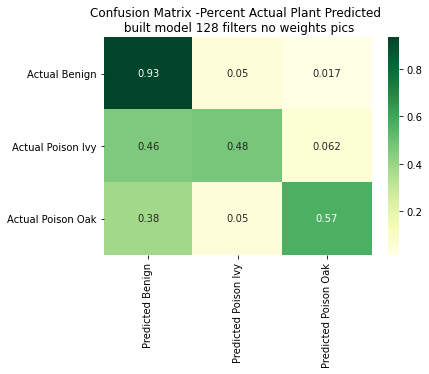 Confusion Matrix -Percent Actual Plant Predicted
built model 128 filters no weights pics
Actual Benign
0.93
0.05
0.017
Actual Poison Ivy
0.46
0.48
0.062
Actual Poison Oak
0.38
0.05
0.57
Predicted Benign
Predicted Poison Ivy
Predicted Poison Oak
0.8
0.6
0.4
0.2